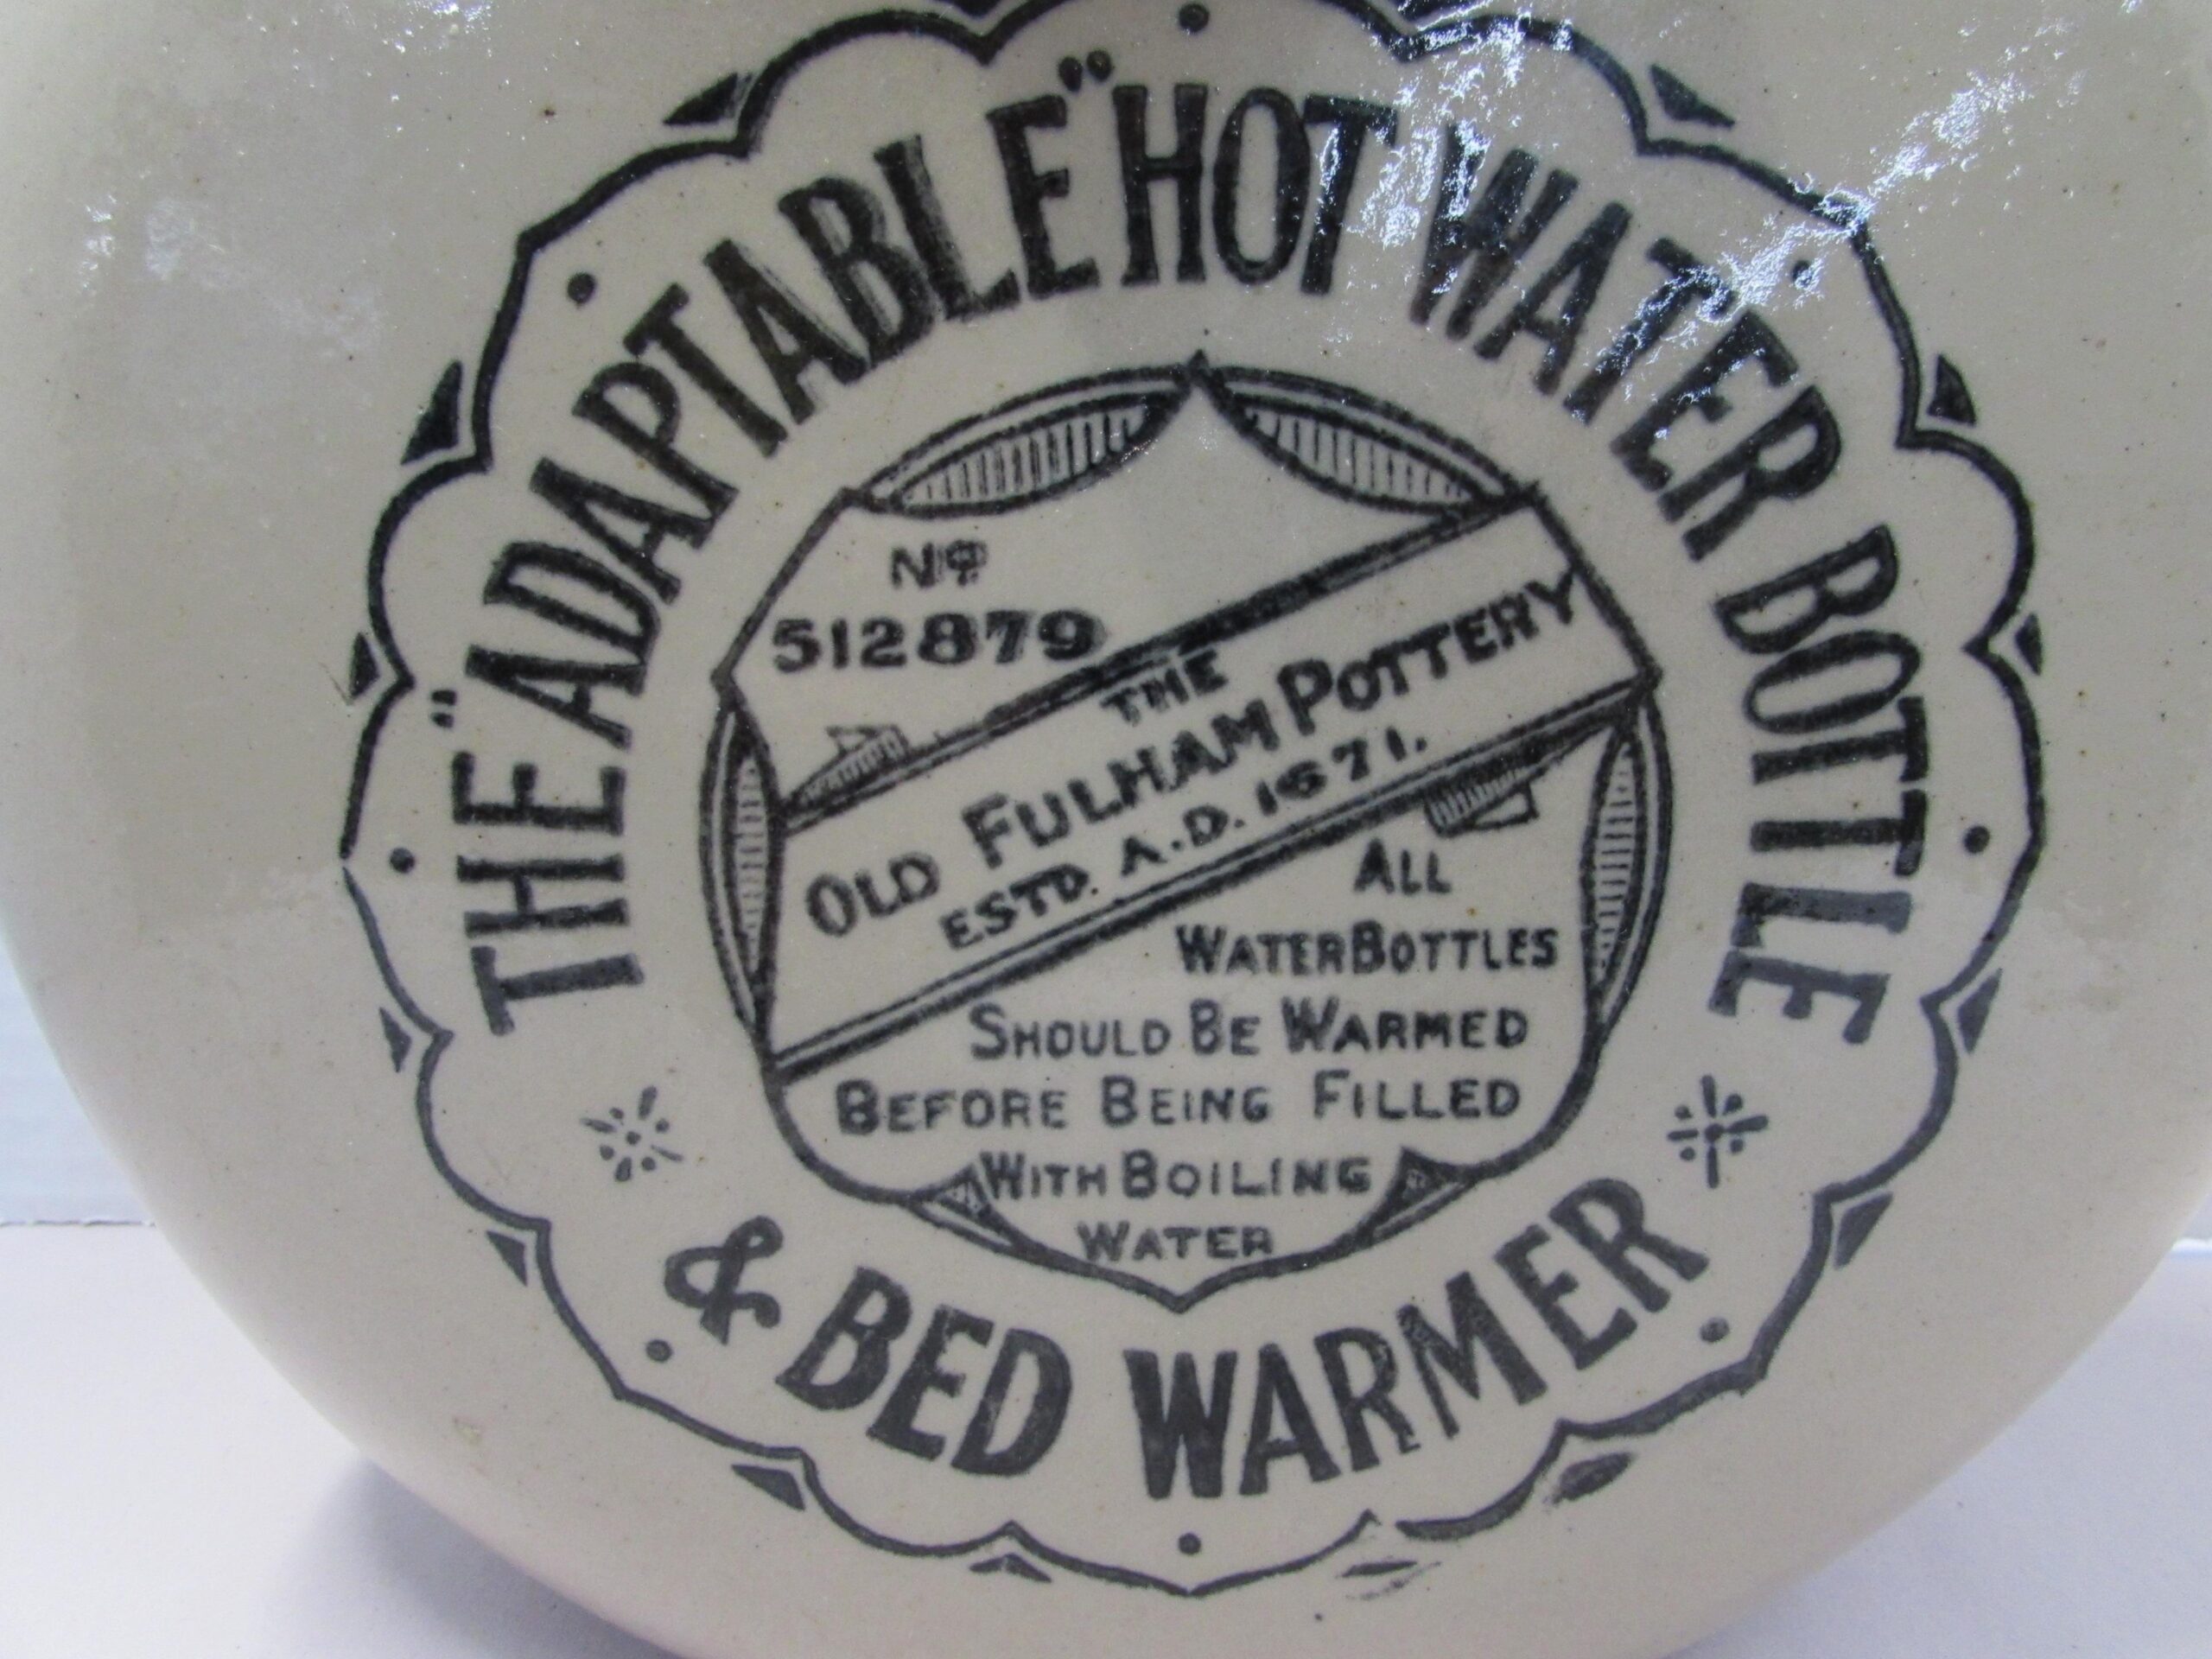 THE "ADAPTABLE" HOT WATER BOTTLE
& BED WARMER
No
512879
THE
OLD FULHAM POTTERY
ESTD. A.D. 1671.
ALL
WATER BOTTLES
SHOULD BE WARMED
BEFORE BEING FILLED
WITH BOILING
WATER